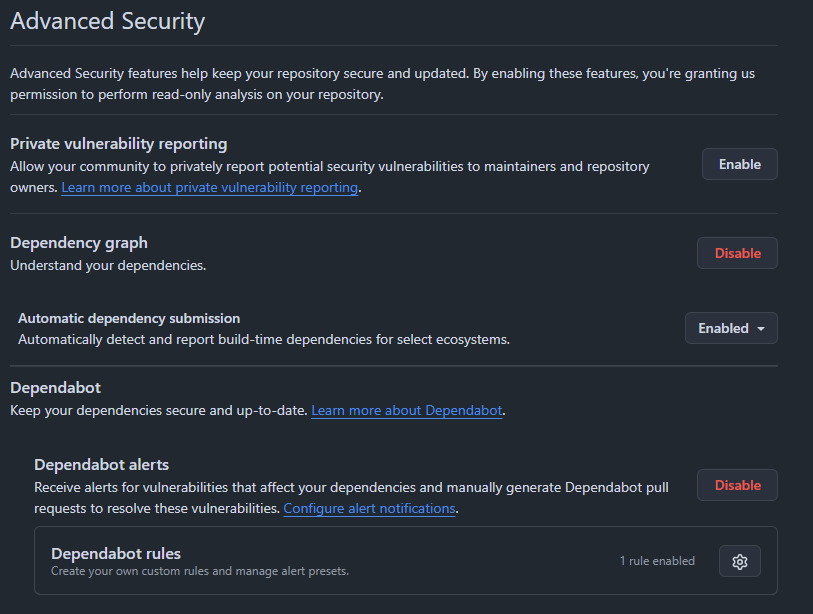 Advanced Security
Advanced Security features help keep your repository secure and updated. By enabling these features, you're granting us
permission to perform read-only analysis on your repository.
Private vulnerability reporting
Allow your community to privately report potential security vulnerabilities to maintainers and repository
owners. Learn more about private vulnerability reporting.
Enable
Dependency graph
Understand your dependencies.
Disable
Automatic dependency submission
Automatically detect and report build-time dependencies for select ecosystems.
Enabled
Dependabot
Keep your dependencies secure and up-to-date. Learn more about Dependabot.
Dependabot alerts
Receive alerts for vulnerabilities that affect your dependencies and manually generate Dependabot pull
requests to resolve these vulnerabilities. Configure alert notifications.
Disable
Dependabot rules
Create your own custom rules and manage alert presets.
1 rule enabled